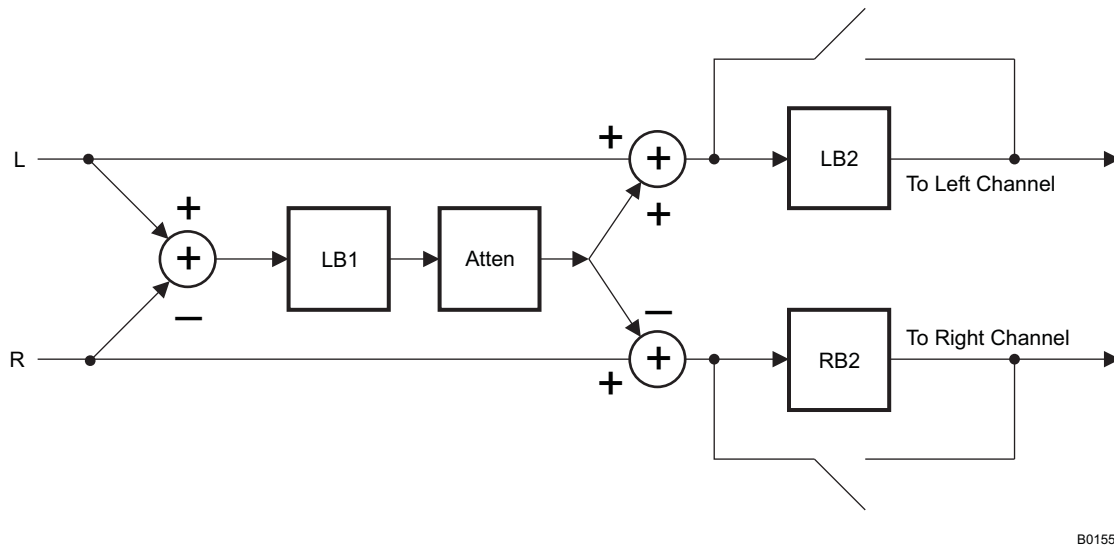 L
+
+
LB2
To Left Channel
+
+
+
LB1
Atten
−
−
To Right Channel
R
+
RB2
+
B0155